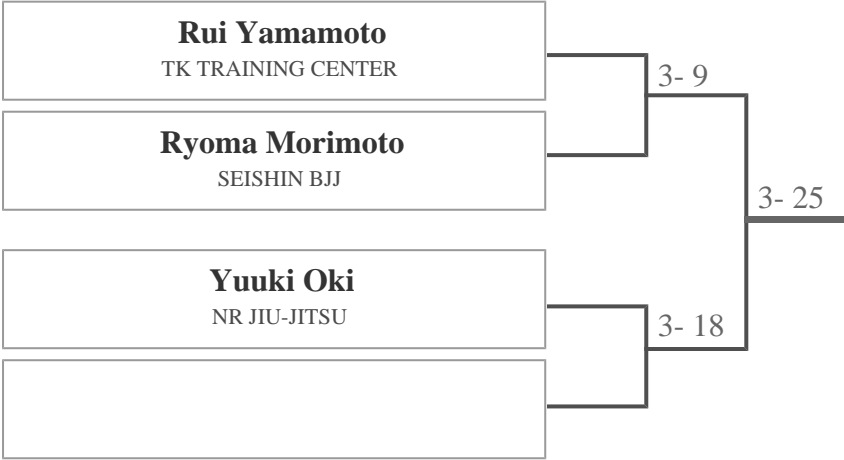 Rui Yamamoto
TK TRAINING CENTER
3- 9
Ryoma Morimoto
SEISHIN BJJ
3- 25
Yuuki Oki
NR JIU-JITSU
3- 18